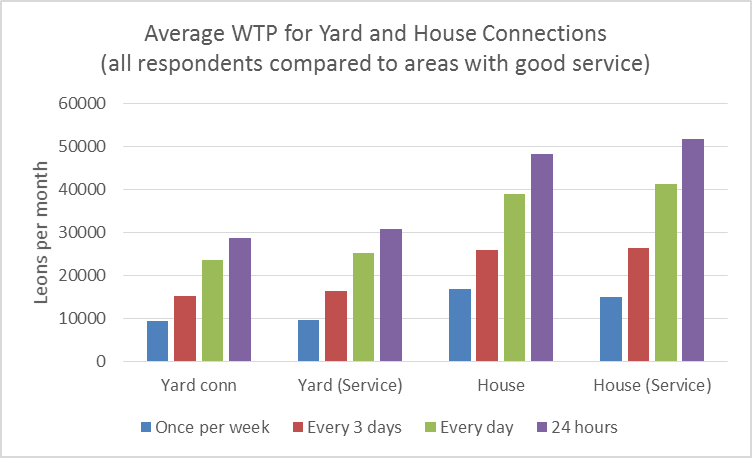 Average WTP for Yard and House Connections
(all respondents compared to areas with good service)
60000
50000
40000
30000
20000
10000
0
Leons per month
Yard conn Yard (Service) House House (Service)
Once per week Every 3 days Every day 24 hours